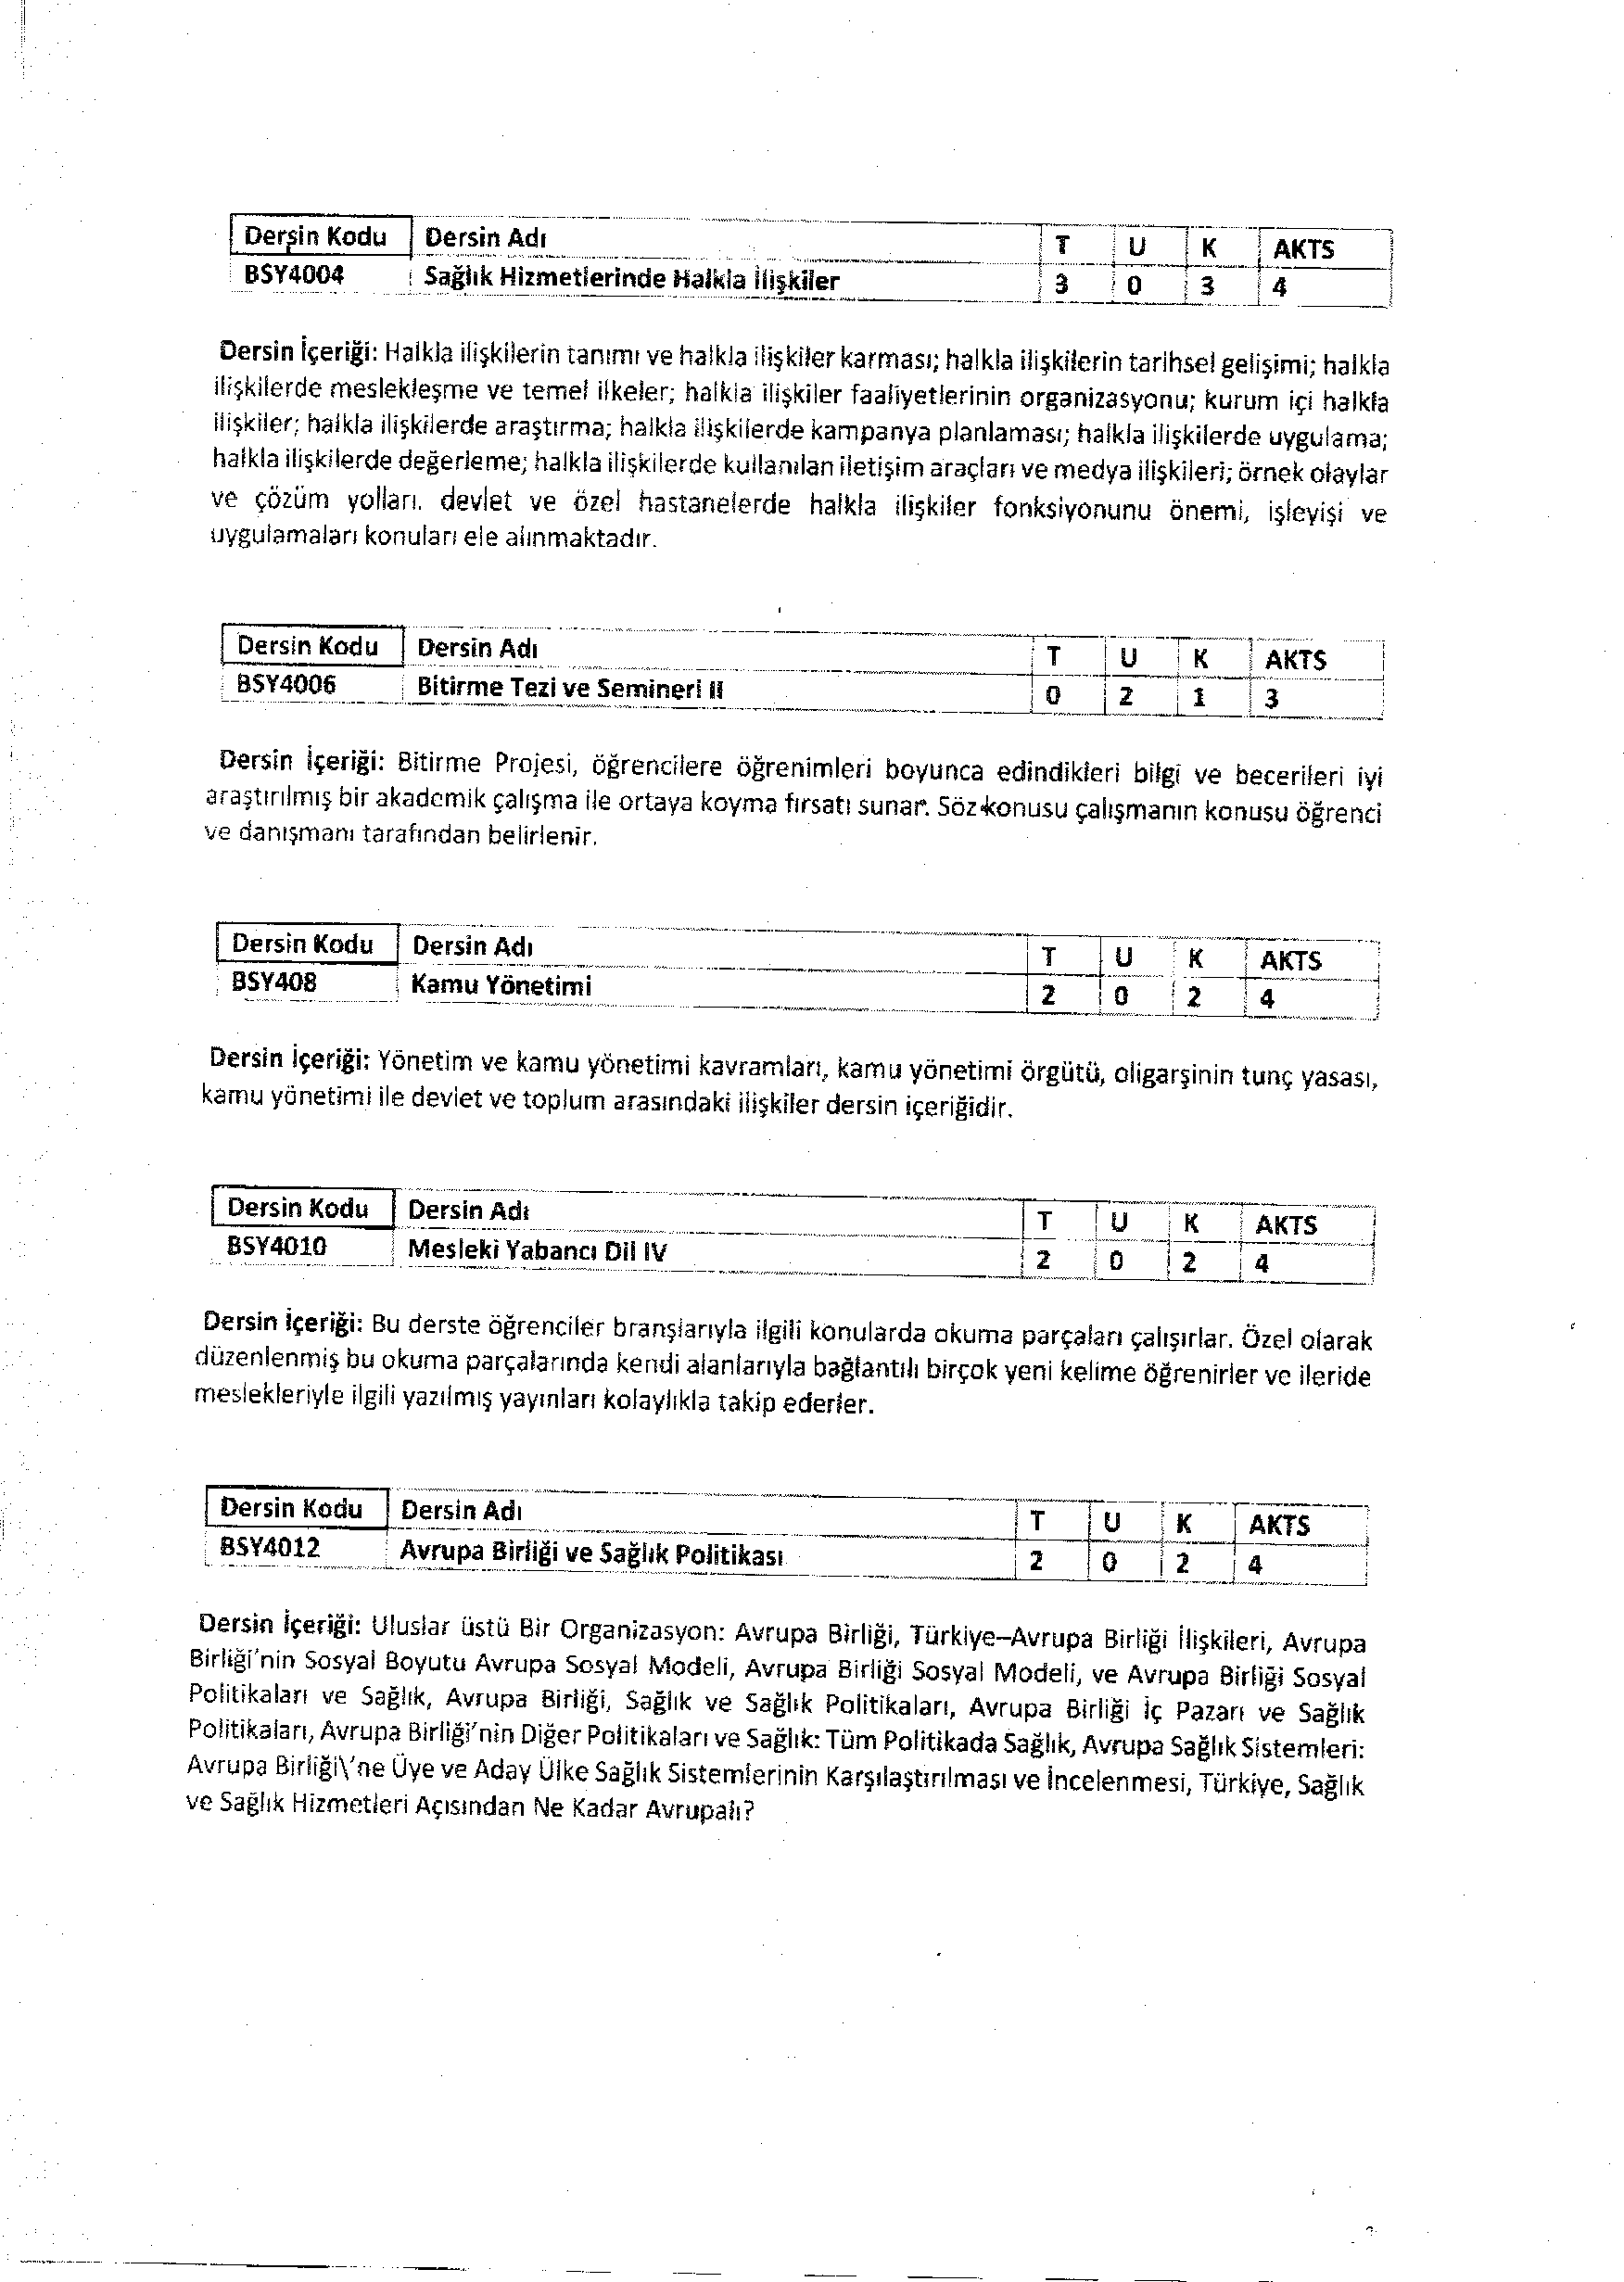 Dersin Kodu Dersin Adı T U K AKTS
BSY4004 Sağlık Hizmetlerinde Halkla İlişkiler 3 0 3 4
Dersin İçeriği: Halkla ilişkilerin tanımı ve halkla ilişkiler karması; halkla ilişkilerin tarihsel gelişimi; halkla
ilişkilerde meslekleşme ve temel ilkeler; halkla ilişkiler faaliyetlerinin organizasyonu; kurum içi halkla
ilişkiler; halkla ilişkilerde araştırma; halkla ilişkilerde kampanya planlaması; halkla ilişkilerde uygulama;
halkla ilişkilerde değerleme; halkla ilişkilerde kullanılan iletişim araçları ve medya ilişkileri; örnek olaylar
ve çözüm yolları. devlet ve özel hastanelerde halkla ilişkiler fonksiyonunu önemi, işleyişi ve
uygulamaları konuları ele alınmaktadır.
Dersin Kodu Dersin Adı T U K AKTS
BSY4006 Bitirme Tezi ve Semineri II 0 2 1 3
Dersin İçeriği: Bitirme Projesi, öğrencilere öğrenimleri boyunca edindikleri bilgi ve becerileri iyi
araştırılmış bir akademik çalışma ile ortaya koyma fırsatı sunar. Söz konusu çalışmanın konusu öğrenci
ve danışmanı tarafından belirlenir.
Dersin Kodu Dersin Adı T U K AKTS
BSY408 Kamu Yönetimi 2 0 2 4
Dersin İçeriği: Yönetim ve kamu yönetimi kavramları, kamu yönetimi örgütü, oligarşinin tunç yasası,
kamu yönetimi ile devlet ve toplum arasındaki ilişkiler dersin içeriğidir.
Dersin Kodu Dersin Adı T U K AKTS
BSY4010 Mesleki Yabancı Dil IV 2 0 2 4
Dersin İçeriği: Bu derste öğrenciler branşlarıyla ilgili konularda okuma parçaları çalışırlar. Özel olarak
düzenlenmiş bu okuma parçalarında kendi alanlarıyla bağlantılı birçok yeni kelime öğrenirler ve ileride
meslekleriyle ilgili yazılmış yayınları kolaylıkla takip ederler.
Dersin Kodu Dersin Adı T U K AKTS
BSY4012 Avrupa Birliği ve Sağlık Politikası 2 0 2 4
Dersin İçeriği: Uluslar üstü Bir Organizasyon: Avrupa Birliği, Türkiye–Avrupa Birliği İlişkileri, Avrupa
Birliği'nin Sosyal Boyutu Avrupa Sosyal Modeli, Avrupa Birliği Sosyal Modeli, ve Avrupa Birliği Sosyal
Politikaları ve Sağlık, Avrupa Birliği, Sağlık ve Sağlık Politikaları, Avrupa Birliği İç Pazarı ve Sağlık
Politikaları, Avrupa Birliği'nin Diğer Politikaları ve Sağlık: Tüm Politikada Sağlık, Avrupa Sağlık Sistemleri:
Avrupa Birliği\'ne Üye ve Aday Ülke Sağlık Sistemlerinin Karşılaştırılması ve İncelenmesi, Türkiye, Sağlık
ve Sağlık Hizmetleri Açısından Ne Kadar Avrupalı?